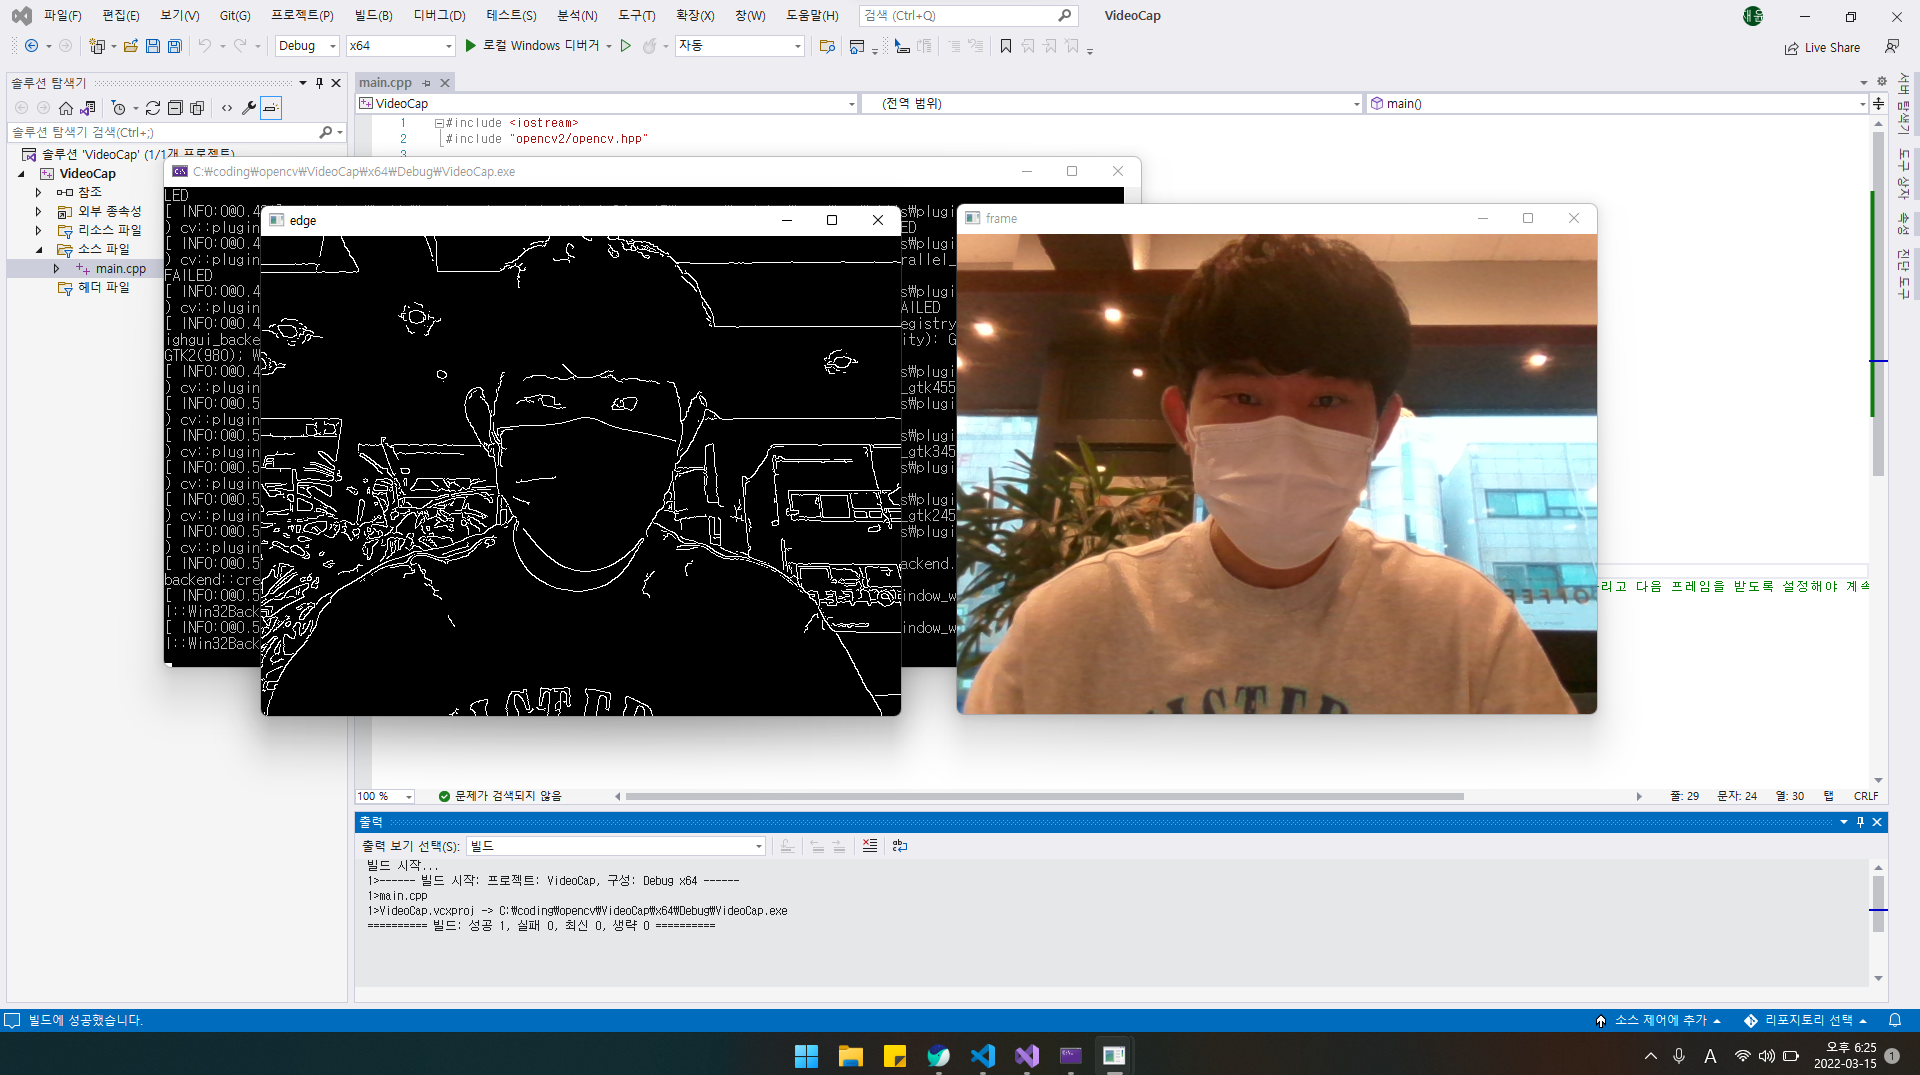 파일(F) 편집(E) 보기(V) Git(G) 프로젝트(P) 빌드(B) 디버그(D) 테스트(S) 분석(N) 도구(T) 확장(X) 창(W) 도움말(H) 검색 (Ctrl+Q) VideoCap
Debug x64 로컬 Windows 디버거 자동 Live Share
솔루션 탐색기
솔루션 탐색기 검색(Ctrl+;)
솔루션 'VideoCap' (1/1개 프로젝트)
VideoCap
참조
외부 종속성
리소스 파일
소스 파일
main.cpp
헤더 파일
main.cpp
VideoCap (전역 범위) main()
1 #include <iostream>
2 #include "opencv2/opencv.hpp"
3
C:₩coding₩opencv₩VideoCap₩x64₩Debug₩VideoCap.exe
LED
[ INFO:0@0.4
) cv::plugin
[ INFO:0@0.4
) cv::plugin
FAILED
[ INFO:0@0.4
) cv::plugin
[ INFO:0@0.4
ighgui_backe
GTK2(980); W
[ INFO:0@0.4
) cv::plugin
[ INFO:0@0.5
) cv::plugin
[ INFO:0@0.5
) cv::plugin
[ INFO:0@0.5
) cv::plugin
[ INFO:0@0.5
) cv::plugin
[ INFO:0@0.5
) cv::plugin
[ INFO:0@0.5
backend::cre
[ INFO:0@0.5
l::Win32Back
[ INFO:0@0.5
l::Win32Back
s₩plugi
ED
s₩plugi
rallel_
s₩plugi
AILED
egistry
ity): G
s₩plugi
_gtk455
s₩plugi
s₩plugi
_gtk345
s₩plugi
s₩plugi
_gtk245
s₩plugi
ackend.
indow_w
indow_w
edge
frame
리고 다음 프레임을 받도록 설정해야 계속
100 % 문제가 검색되지 않음 줄: 29 문자: 24 열: 30 탭 CRLF
출력
출력 보기 선택(S): 빌드
빌드 시작...
1>------ 빌드 시작: 프로젝트: VideoCap, 구성: Debug x64 ------
1>main.cpp
1>VideoCap.vcxproj -> C:₩coding₩opencv₩VideoCap₩x64₩Debug₩VideoCap.exe
========== 빌드: 성공 1, 실패 0, 최신 0, 생략 0 ==========
서버 탐색기
도구 상자
속성
진단 도구
빌드에 성공했습니다. 소스 제어에 추가 리포지토리 선택
A 오후 6:25
2022-03-15
1